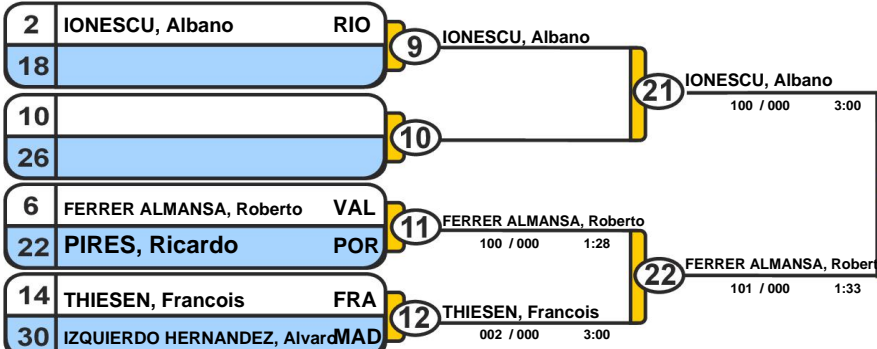 2 IONESCU, Albano RIO
18
9 IONESCU, Albano
21 IONESCU, Albano
100 / 000 3:00
10
26
10
6 FERRER ALMANSA, Roberto VAL
22 PIRES, Ricardo POR
11 FERRER ALMANSA, Roberto
100 / 000 1:28
22 FERRER ALMANSA, Robert
101 / 000 1:33
14 THIESEN, Francois FRA
30 IZQUIERDO HERNANDEZ, Alvaro MAD
12 THIESEN, Francois
002 / 000 3:00